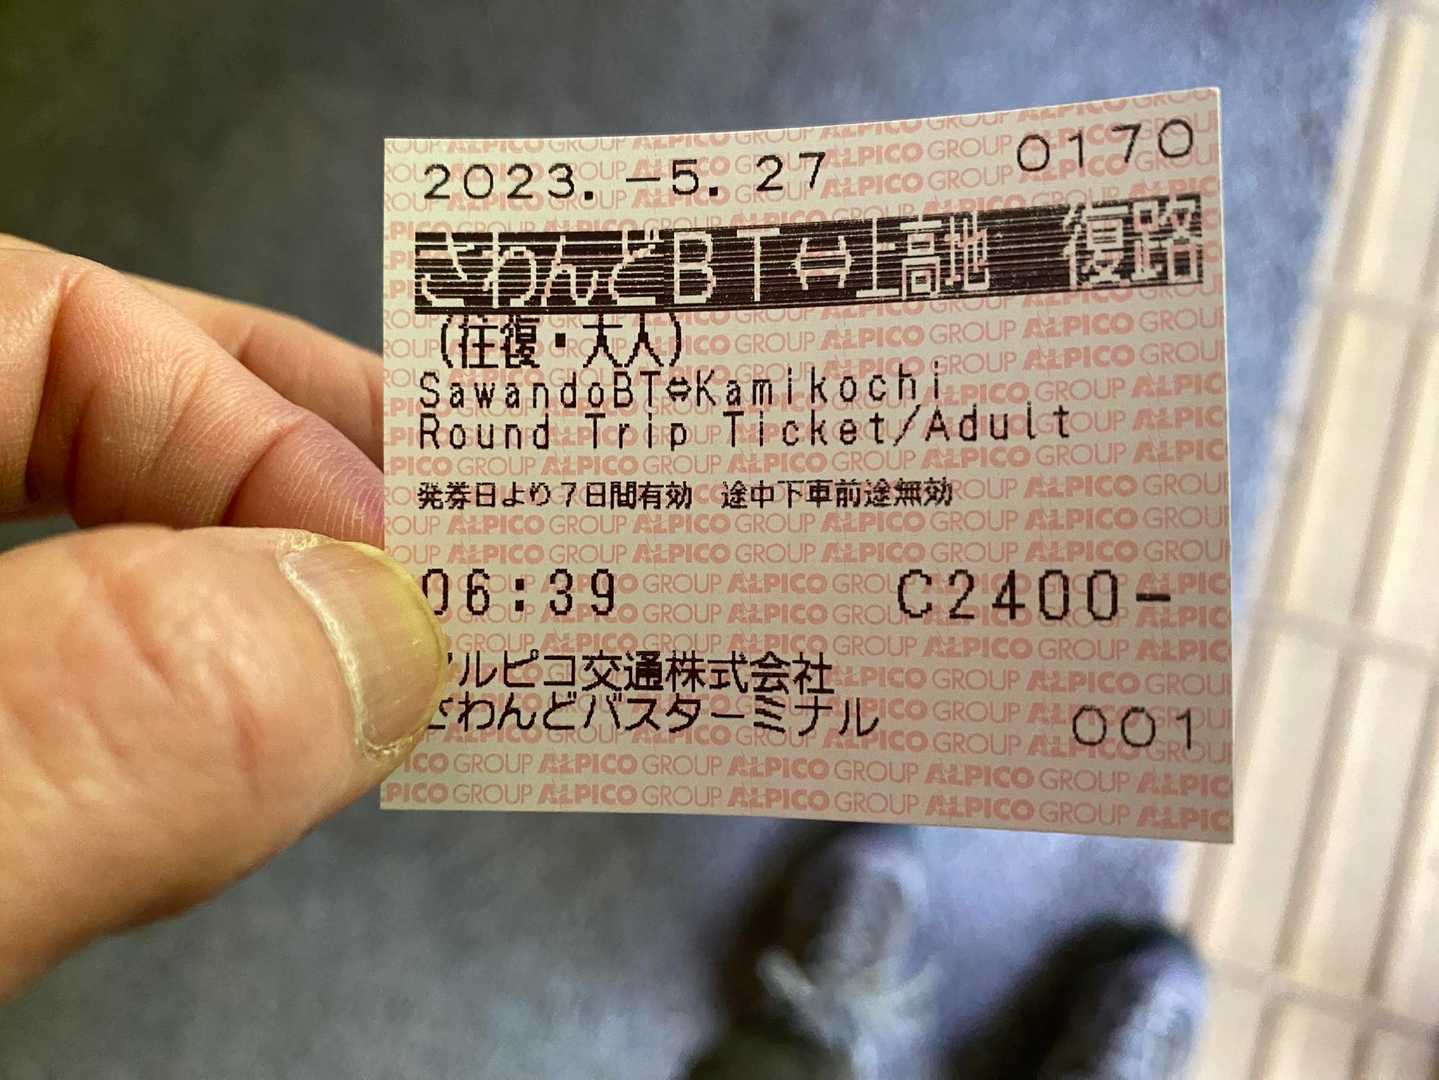 2023.-5.27 0170
さわんどBT⇔上高地 復路
(往復・大人)
SawandoBT⇔Kamikochi
Round Trip Ticket/Adult
発券日より7日間有効 途中下車前途無効
06:39 C2400-
アルピコ交通株式会社
さわんどバスターミナル 001
ALPICO GROUP